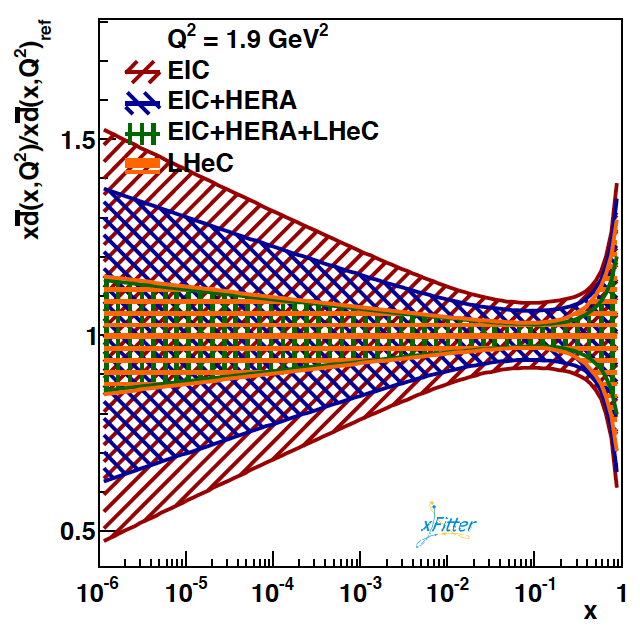 xd̅(x,Q²)/xd̅(x,Q²)ref
Q² = 1.9 GeV²
EIC
EIC+HERA
EIC+HERA+LHeC
LHeC
1.5
1
0.5
xFitter
10⁻⁶ 10⁻⁵ 10⁻⁴ 10⁻³ 10⁻² 10⁻¹ 1
x